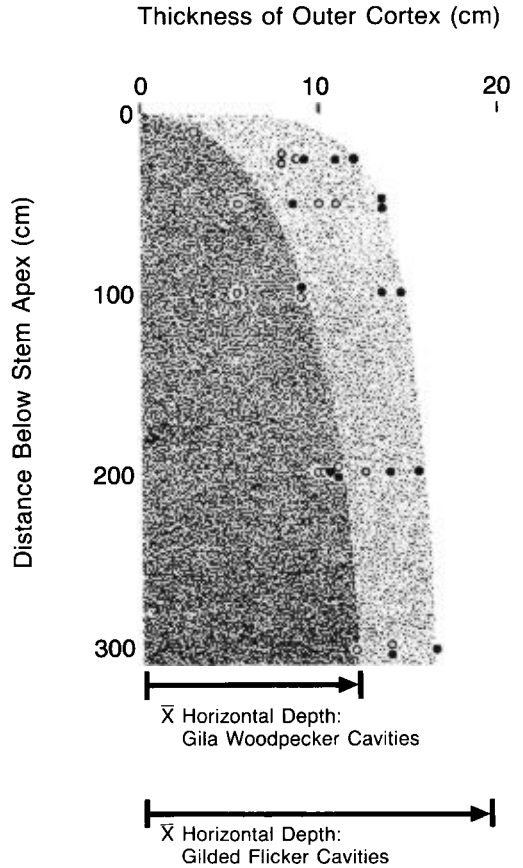 Thickness of Outer Cortex (cm)
0 10 20
0
100
200
300
Distance Below Stem Apex (cm)
X̅ Horizontal Depth:
Gila Woodpecker Cavities
X̅ Horizontal Depth:
Gilded Flicker Cavities